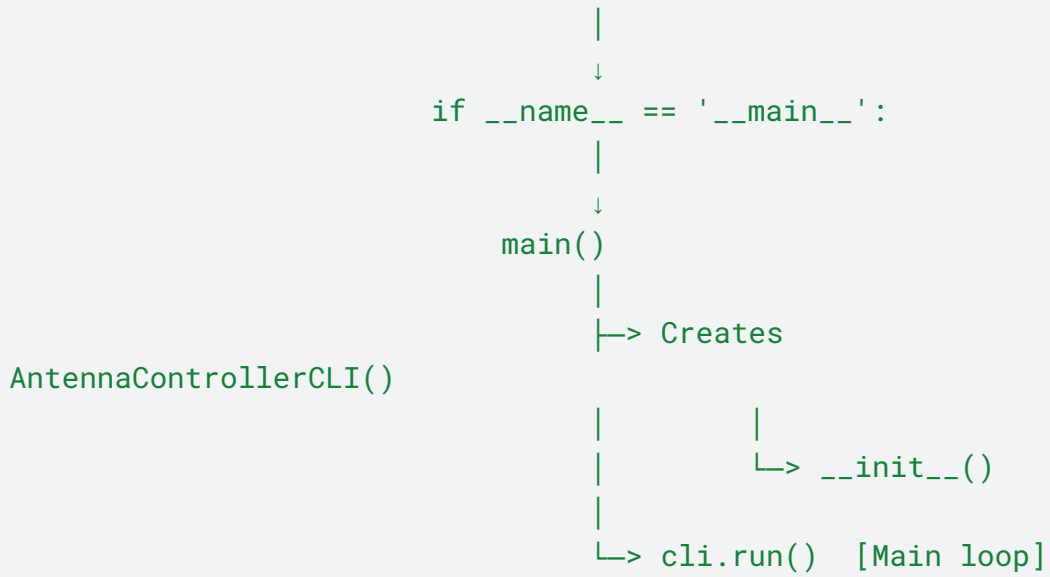 │
↓
if __name__ == '__main__':
│
↓
main()
│
├─> Creates
AntennaControllerCLI()
│ │
│ └─> __init__()
│
└─> cli.run() [Main loop]